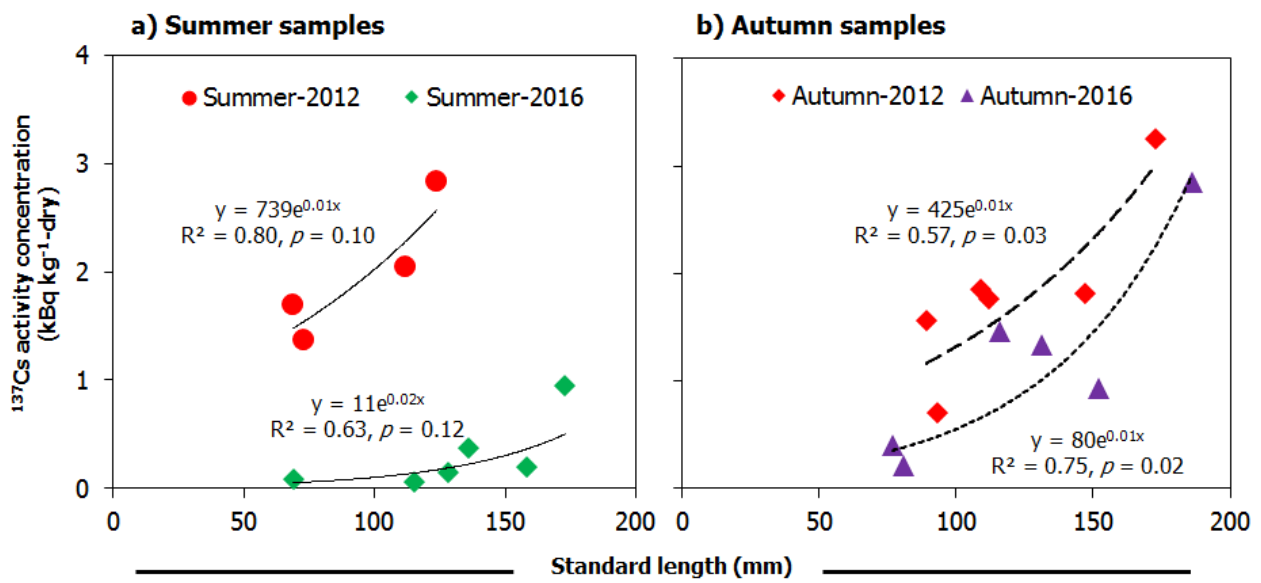 a) Summer samples
b) Autumn samples
¹³⁷Cs activity concentration
(kBq kg⁻¹-dry)
4
3
2
1
0
Summer-2012
Summer-2016
y = 739e^0.01x
R² = 0.80, p = 0.10
y = 11e^0.02x
R² = 0.63, p = 0.12
0
50
100
150
200
Autumn-2012
Autumn-2016
y = 425e^0.01x
R² = 0.57, p = 0.03
y = 80e^0.01x
R² = 0.75, p = 0.02
0
50
100
150
200
Standard length (mm)